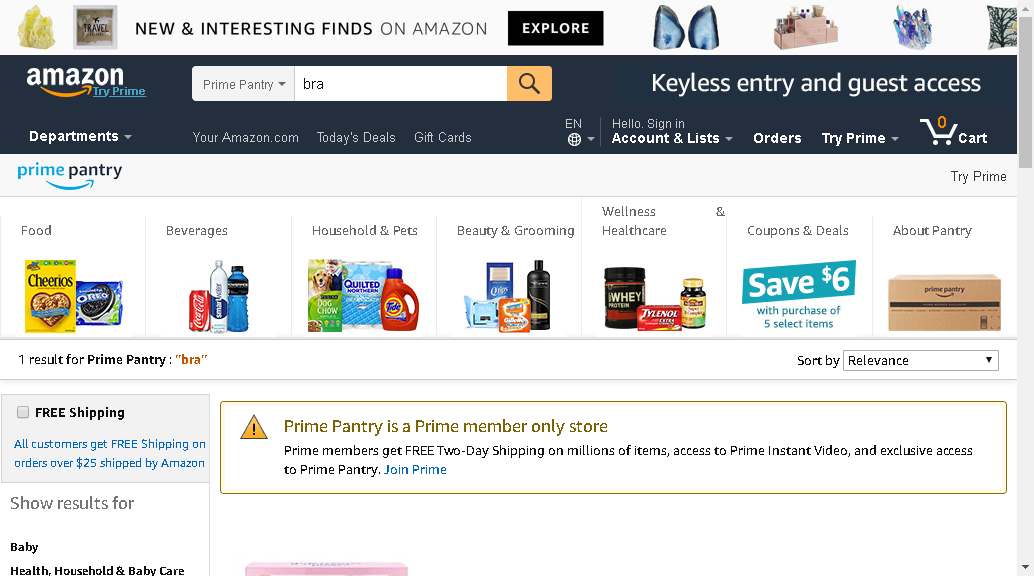 TRAVEL
NEW & INTERESTING FINDS ON AMAZON
EXPLORE
amazon
Try Prime
Prime Pantry
bra
Keyless entry and guest access
Departments
Your Amazon.com
Today's Deals
Gift Cards
EN
Hello. Sign in
Account & Lists
Orders
Try Prime
0
Cart
prime pantry
Try Prime
Food
Beverages
Household & Pets
Beauty & Grooming
Wellness & Healthcare
Coupons & Deals
About Pantry
Cheerios
OREO
Coca-Cola
smartwater
DOG CHOW
QUILTED NORTHERN
Tide
Q-tips
WHEY PROTEIN
TYLENOL
Save $6
with purchase of
5 select items
prime pantry
1 result for Prime Pantry : "bra"
Sort by
Relevance
FREE Shipping
All customers get FREE Shipping on
orders over $25 shipped by Amazon
Show results for
Baby
Health, Household & Baby Care
Prime Pantry is a Prime member only store
Prime members get FREE Two-Day Shipping on millions of items, access to Prime Instant Video, and exclusive access
to Prime Pantry. Join Prime